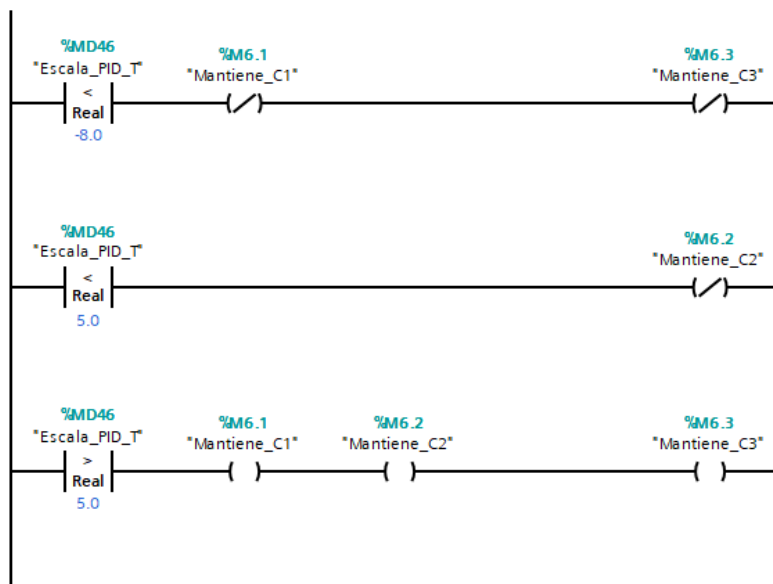 %MD46
"Escala_PID_T"
<
Real
-8.0
%M6.1
"Mantiene_C1"
%M6.3
"Mantiene_C3"
%MD46
"Escala_PID_T"
<
Real
5.0
%M6.2
"Mantiene_C2"
%MD46
"Escala_PID_T"
>
Real
5.0
%M6.1
"Mantiene_C1"
%M6.2
"Mantiene_C2"
%M6.3
"Mantiene_C3"